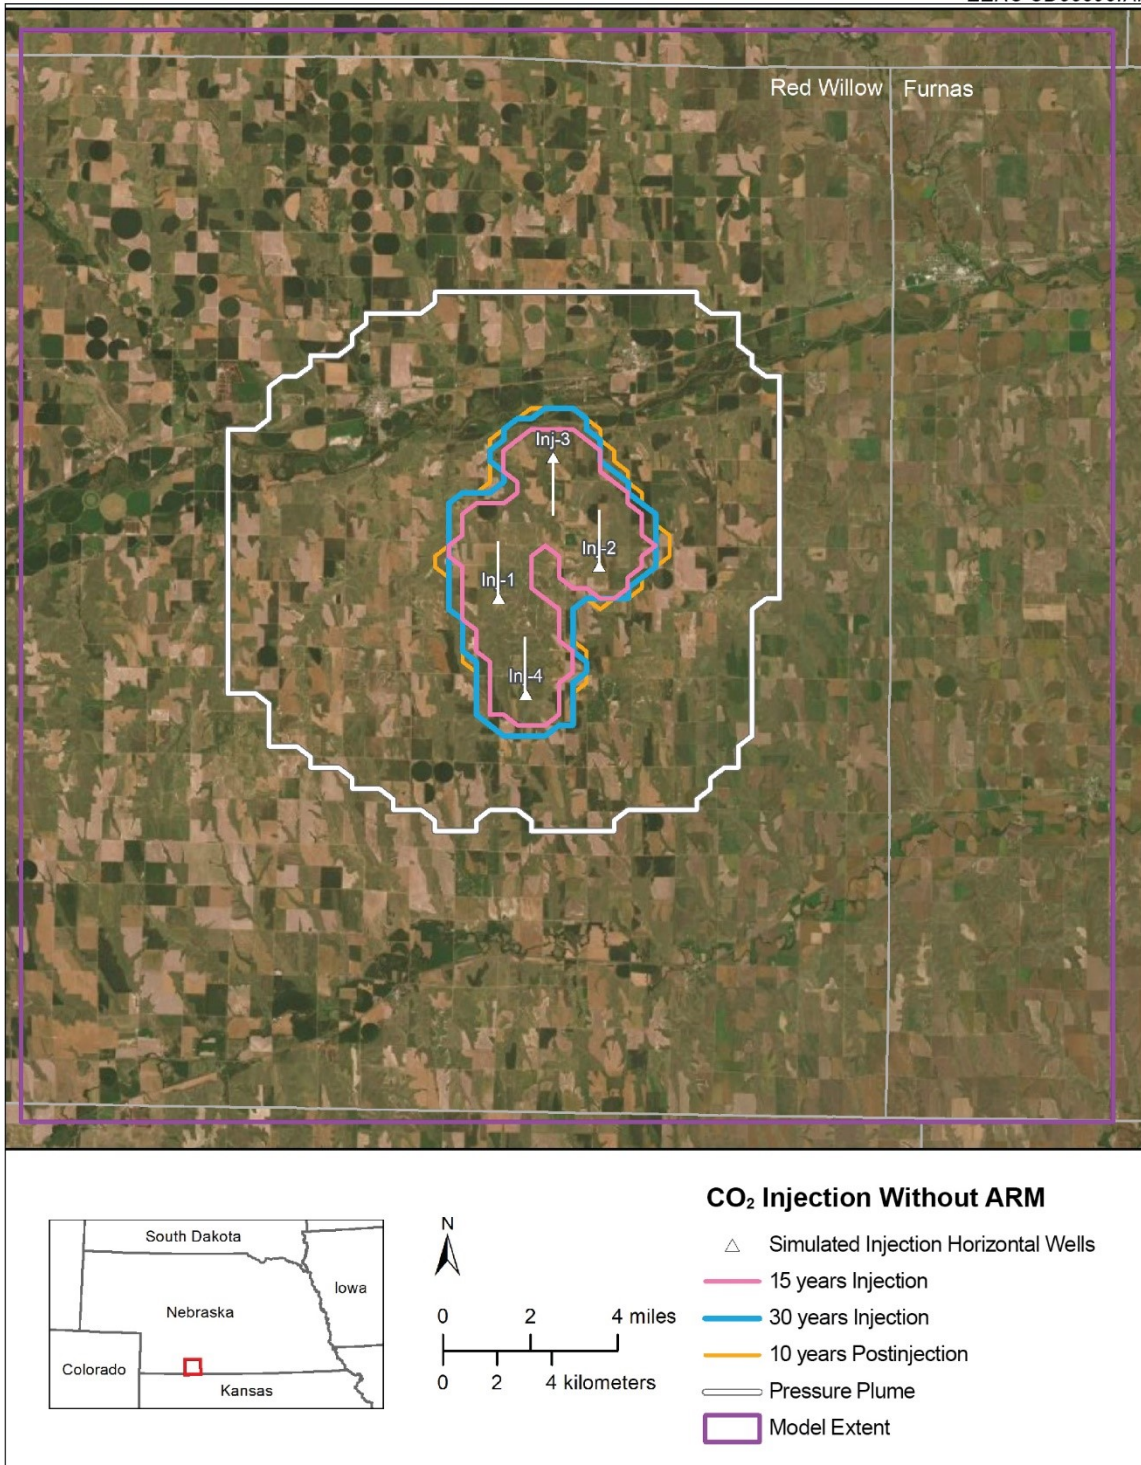 Red Willow
Furnas
Inj-3
Inj-2
Inj-1
Inj-4
CO₂ Injection Without ARM
Simulated Injection Horizontal Wells
15 years Injection
30 years Injection
10 years Postinjection
Pressure Plume
Model Extent
N
0 2 4 miles
0 2 4 kilometers
South Dakota
Iowa
Nebraska
Colorado
Kansas